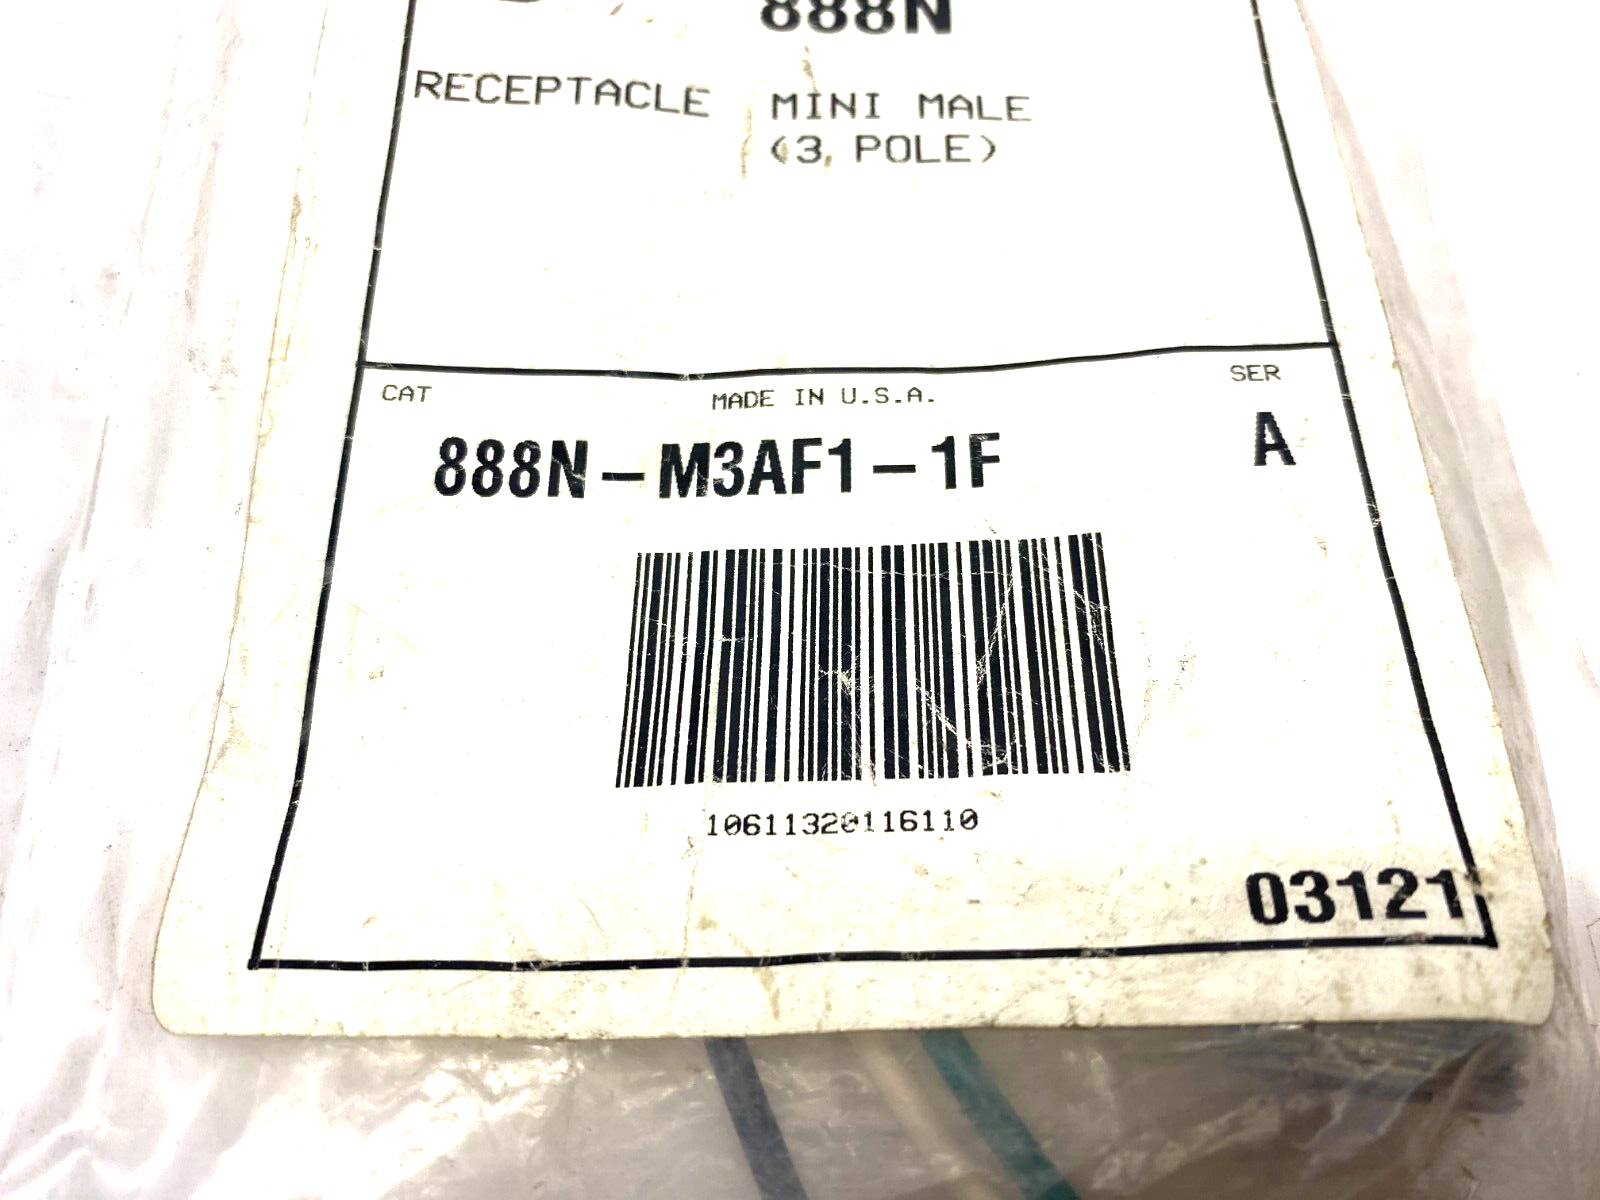 888N
RECEPTACLE MINI MALE
(3, POLE)
CAT MADE IN U.S.A. SER
888N-M3AF1-1F A
10611320116110
03121